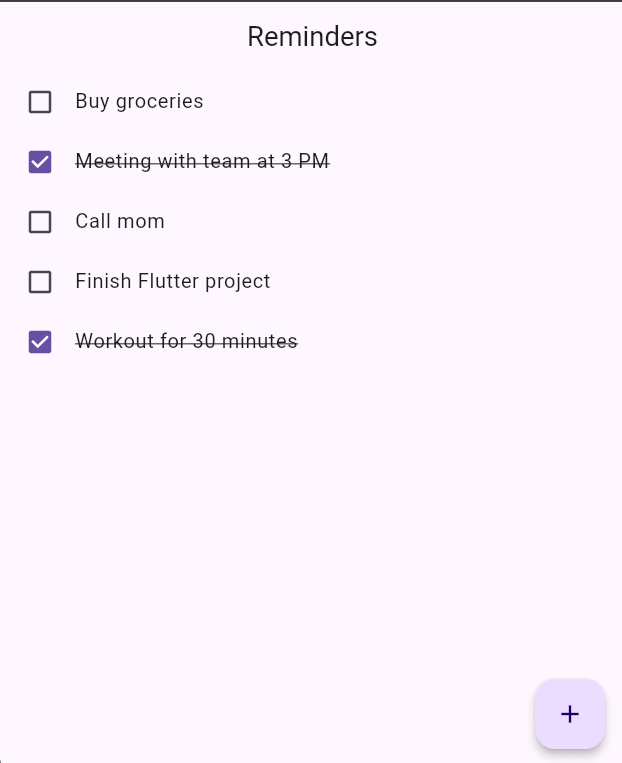 Reminders
Buy groceries
Meeting with team at 3 PM
Call mom
Finish Flutter project
Workout for 30 minutes